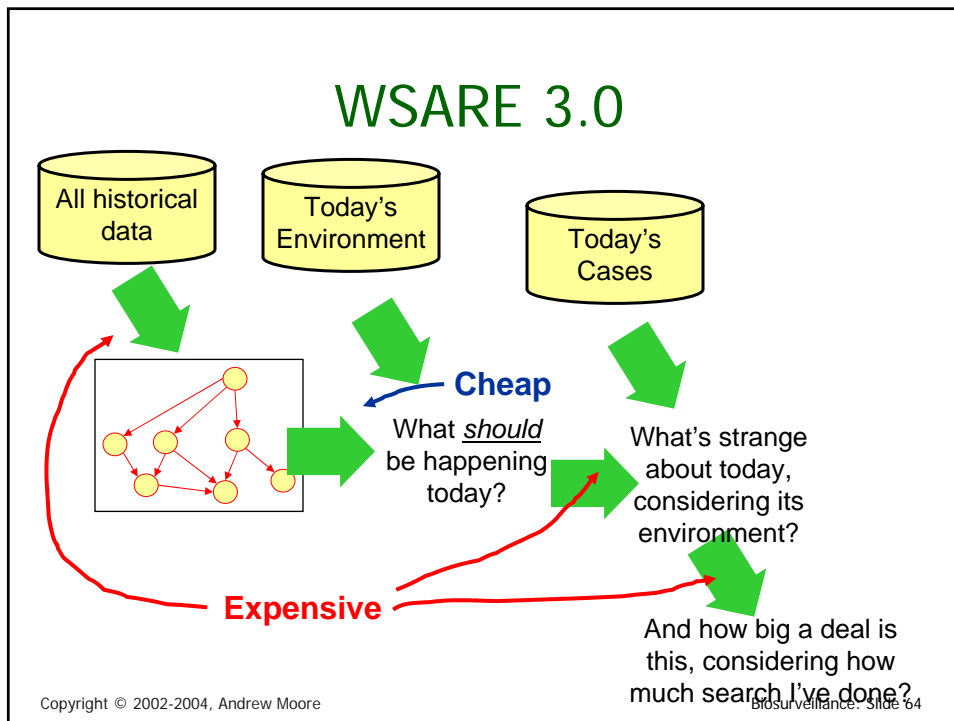 WSARE 3.0
All historical
data
Today's
Environment
Today's
Cases
Cheap
What should
be happening
today?
What's strange
about today,
considering its
environment?
Expensive
And how big a deal is
this, considering how
much search I've done?
Copyright © 2002-2004, Andrew Moore
Biosurveillance: Slide 64